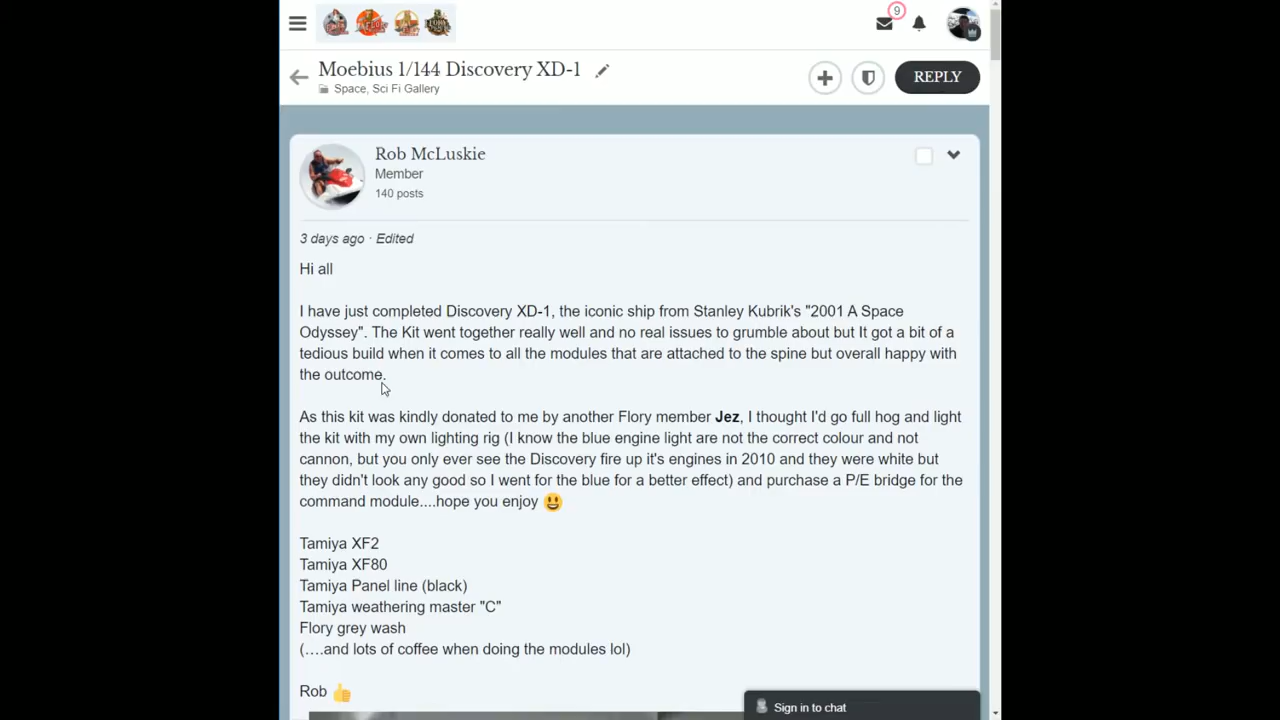 9
Moebius 1/144 Discovery XD-1
Space, Sci Fi Gallery
REPLY
Rob McLuskie
Member
140 posts
3 days ago · Edited
Hi all
I have just completed Discovery XD-1, the iconic ship from Stanley Kubrik's "2001 A Space
Odyssey". The Kit went together really well and no real issues to grumble about but It got a bit of a
tedious build when it comes to all the modules that are attached to the spine but overall happy with
the outcome.
As this kit was kindly donated to me by another Flory member Jez, I thought I'd go full hog and light
the kit with my own lighting rig (I know the blue engine light are not the correct colour and not
cannon, but you only ever see the Discovery fire up it's engines in 2010 and they were white but
they didn't look any good so I went for the blue for a better effect) and purchase a P/E bridge for the
command module....hope you enjoy 😃
Tamiya XF2
Tamiya XF80
Tamiya Panel line (black)
Tamiya weathering master "C"
Flory grey wash
(….and lots of coffee when doing the modules lol)
Rob 👍
Sign in to chat